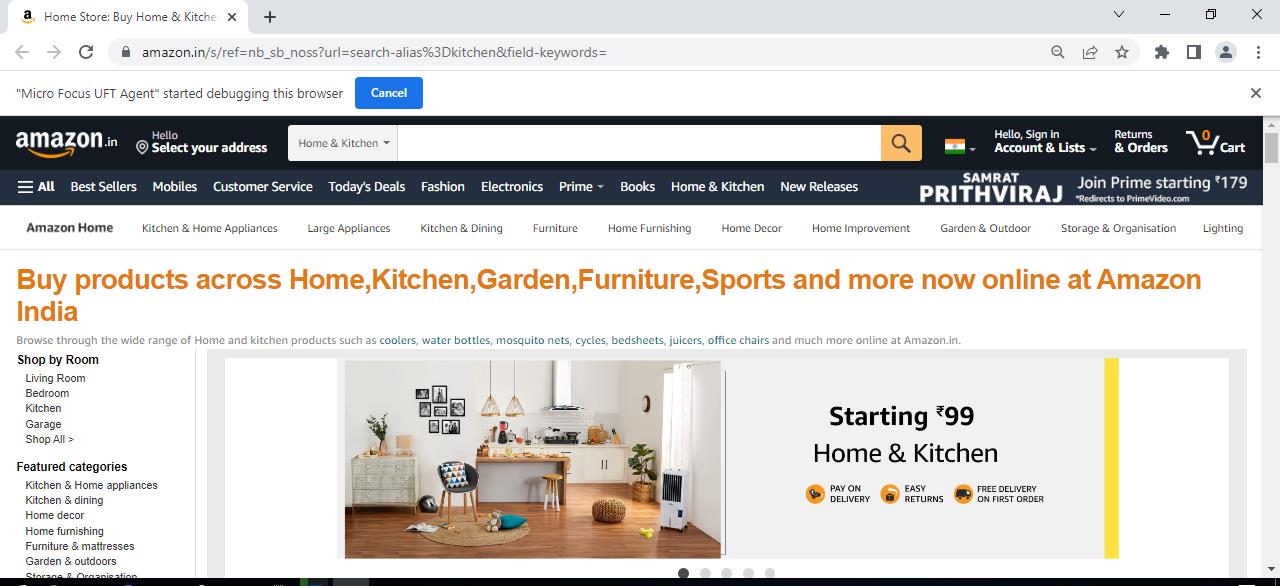 Home Store: Buy Home & Kitche
amazon.in/s/ref=nb_sb_noss?url=search-alias%3Dkitchen&field-keywords=
"Micro Focus UFT Agent" started debugging this browser Cancel
amazon.in
Hello
Select your address
Home & Kitchen
Hello, Sign in
Account & Lists
Returns
& Orders
0
Cart
All Best Sellers Mobiles Customer Service Today's Deals Fashion Electronics Prime Books Home & Kitchen New Releases
SAMRAT
PRITHVIRAJ
Join Prime starting ₹179
*Redirects to PrimeVideo.com
Amazon Home Kitchen & Home Appliances Large Appliances Kitchen & Dining Furniture Home Furnishing Home Decor Home Improvement Garden & Outdoor Storage & Organisation Lighting
Buy products across Home,Kitchen,Garden,Furniture,Sports and more now online at Amazon
India
Browse through the wide range of Home and kitchen products such as coolers, water bottles, mosquito nets, cycles, bedsheets, juicers, office chairs and much more online at Amazon.in.
Shop by Room
Living Room
Bedroom
Kitchen
Garage
Shop All >
Featured categories
Kitchen & Home appliances
Kitchen & dining
Home decor
Home furnishing
Furniture & mattresses
Garden & outdoors
Storage & Organisation
Starting ₹99
Home & Kitchen
PAY ON
DELIVERY
EASY
RETURNS
FREE DELIVERY
ON FIRST ORDER